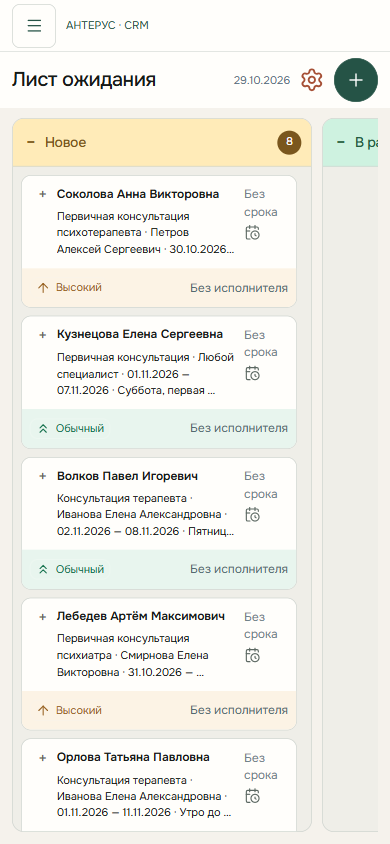 АНТЕРУС · CRM
Лист ожидания
29.10.2026
Новое
8
В ра
Соколова Анна Викторовна
Без срока
Первичная консультация
психотерапевта · Петров
Алексей Сергеевич · 30.10.2026...
Высокий
Без исполнителя
Кузнецова Елена Сергеевна
Без срока
Первичная консультация · Любой
специалист · 01.11.2026 —
07.11.2026 · Суббота, первая ...
Обычный
Без исполнителя
Волков Павел Игоревич
Без срока
Консультация терапевта ·
Иванова Елена Александровна ·
02.11.2026 — 08.11.2026 · Пятниц...
Обычный
Без исполнителя
Лебедев Артём Максимович
Без срока
Первичная консультация
психиатра · Смирнова Елена
Викторовна · 31.10.2026 — ...
Высокий
Без исполнителя
Орлова Татьяна Павловна
Без срока
Консультация терапевта ·
Иванова Елена Александровна ·
01.11.2026 — 11.11.2026 · Утро до ...